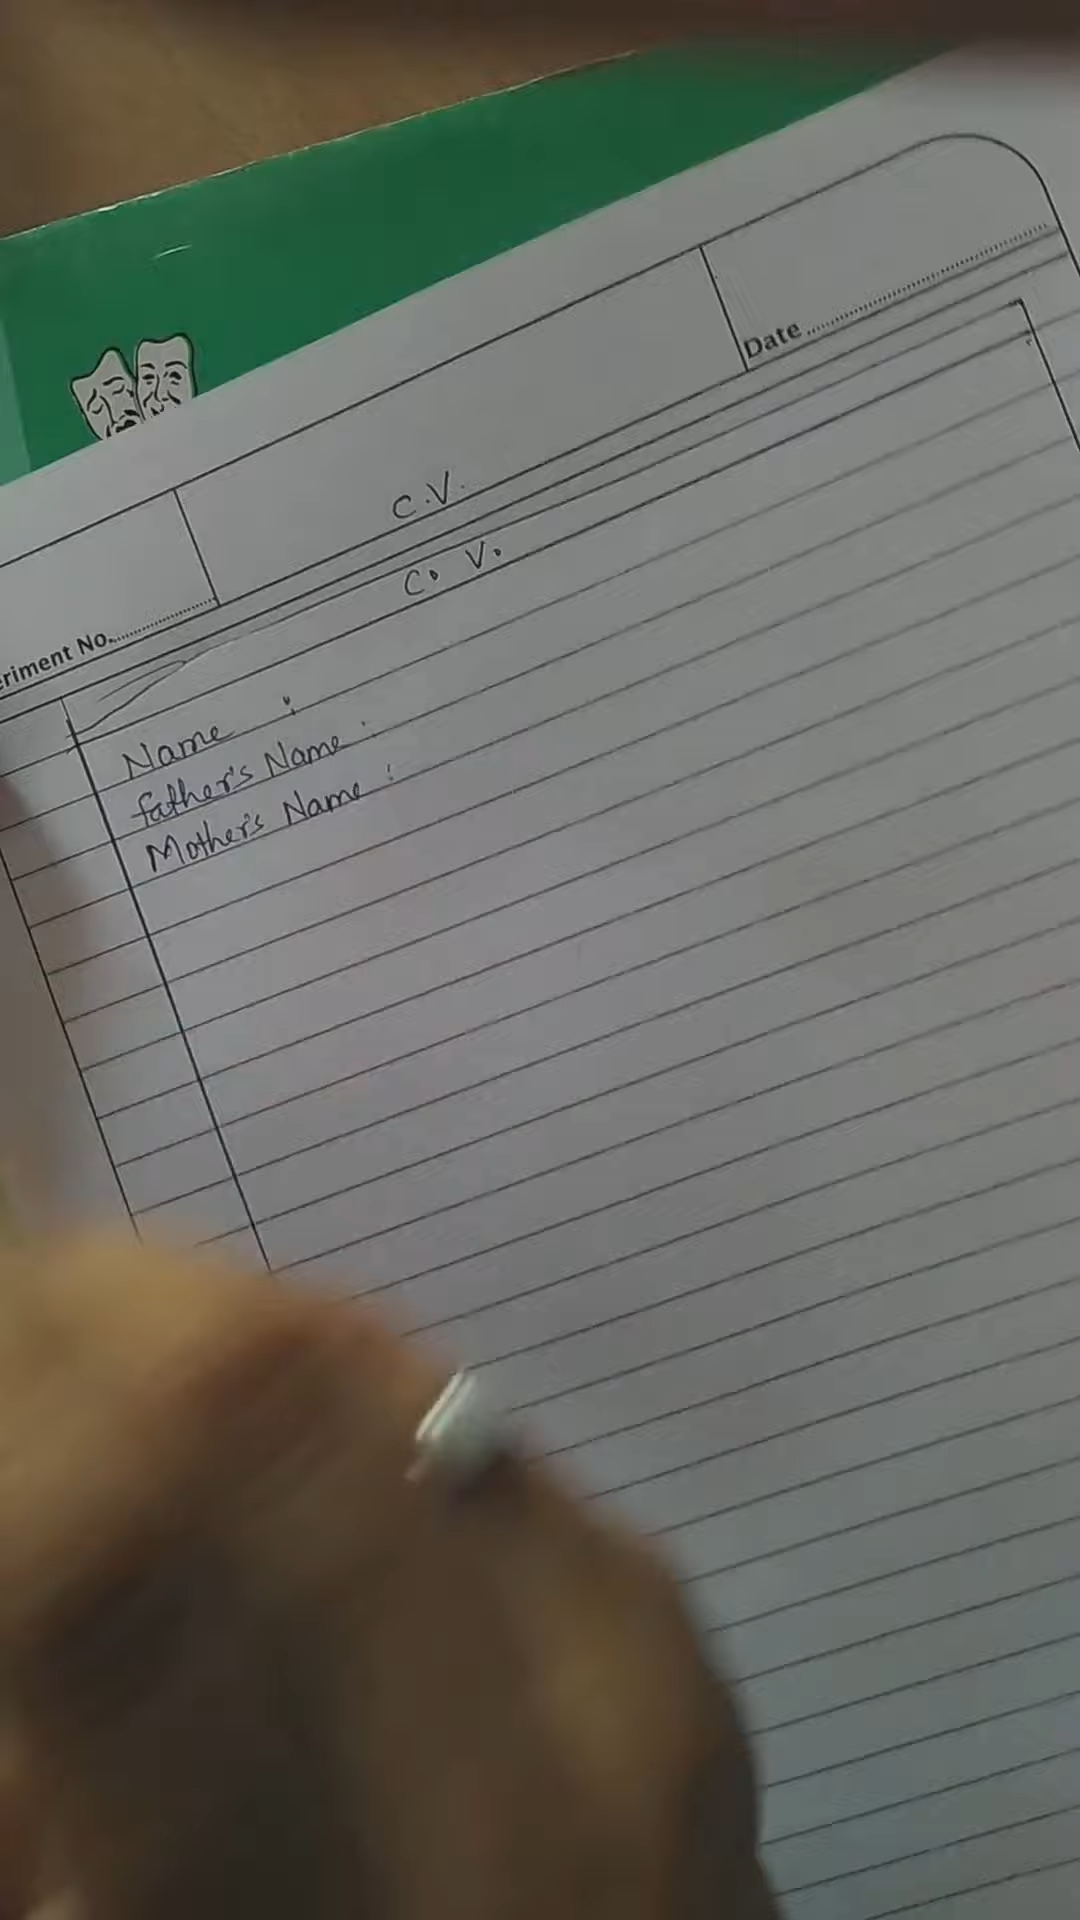 Date
C.V.
C. V.
eriment No.
Name :
father's Name :
Mother's Name :